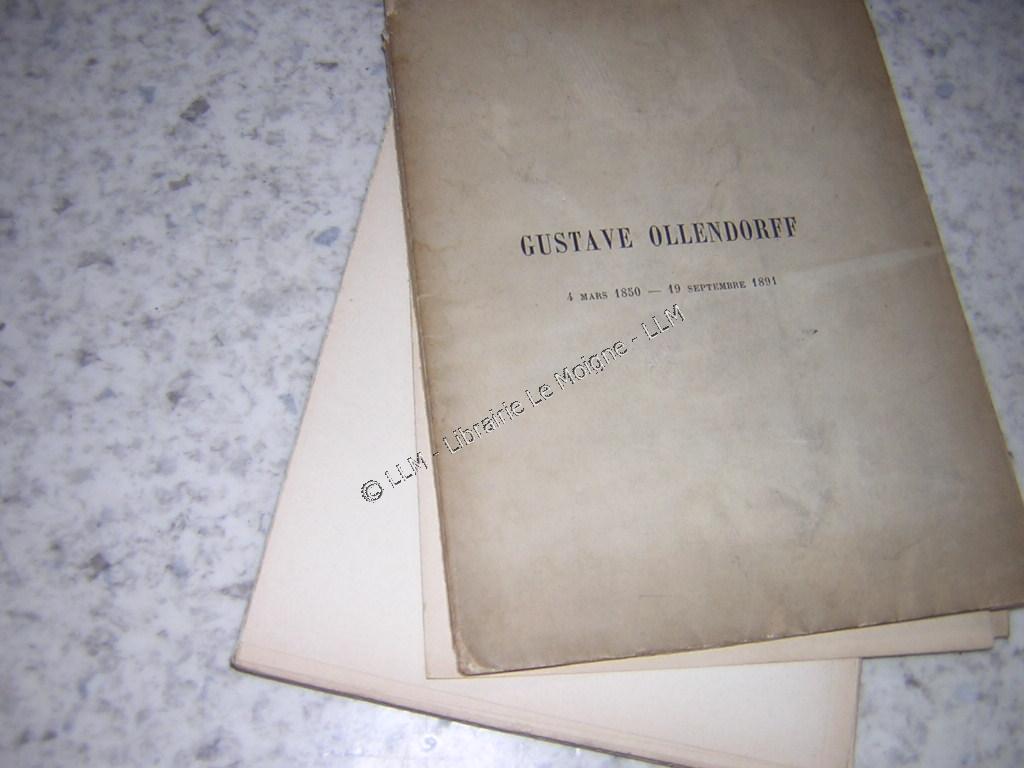 GUSTAVE OLLENDORFF
4 MARS 1850 — 19 SEPTEMBRE 1891
© LLM - Librairie Le Moigne - LLM